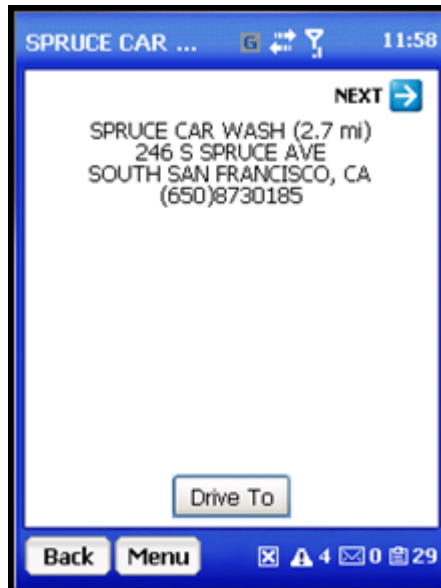 SPRUCE CAR ... G 11:58
NEXT
SPRUCE CAR WASH (2.7 mi)
246 S SPRUCE AVE
SOUTH SAN FRANCISCO, CA
(650)8730185
Drive To
Back Menu 4 0 29